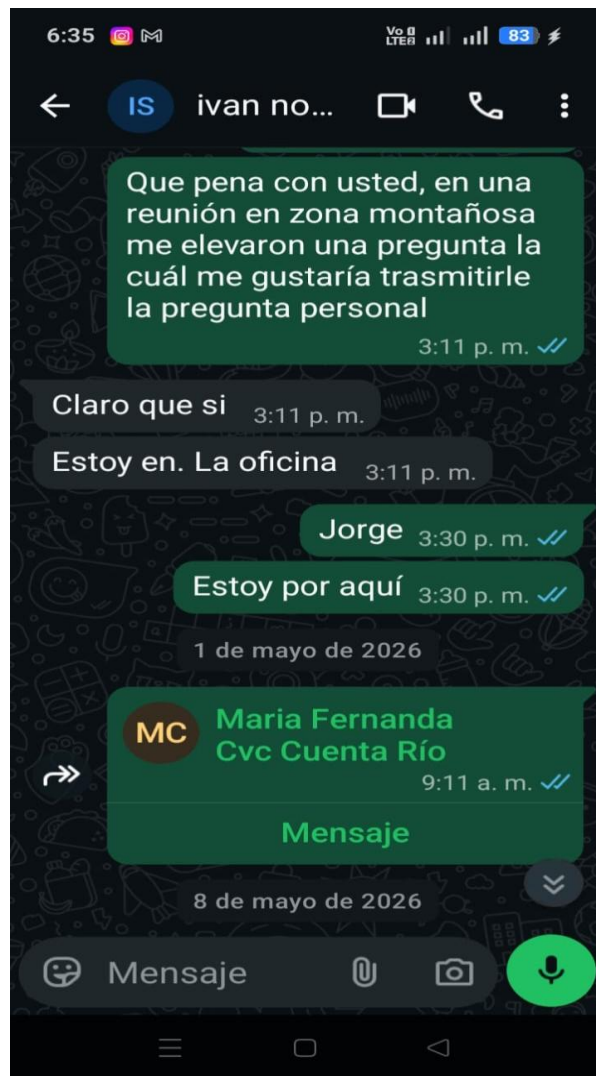 6:35
Vo LTE2
83
IS
ivan no...
Que pena con usted, en una
reunión en zona montañosa
me elevaron una pregunta la
cuál me gustaría trasmitirle
la pregunta personal
3:11 p. m.
Claro que si 3:11 p. m.
Estoy en. La oficina 3:11 p. m.
Jorge 3:30 p. m.
Estoy por aquí 3:30 p. m.
1 de mayo de 2026
MC
Maria Fernanda
Cvc Cuenta Río
9:11 a. m.
Mensaje
8 de mayo de 2026
Mensaje